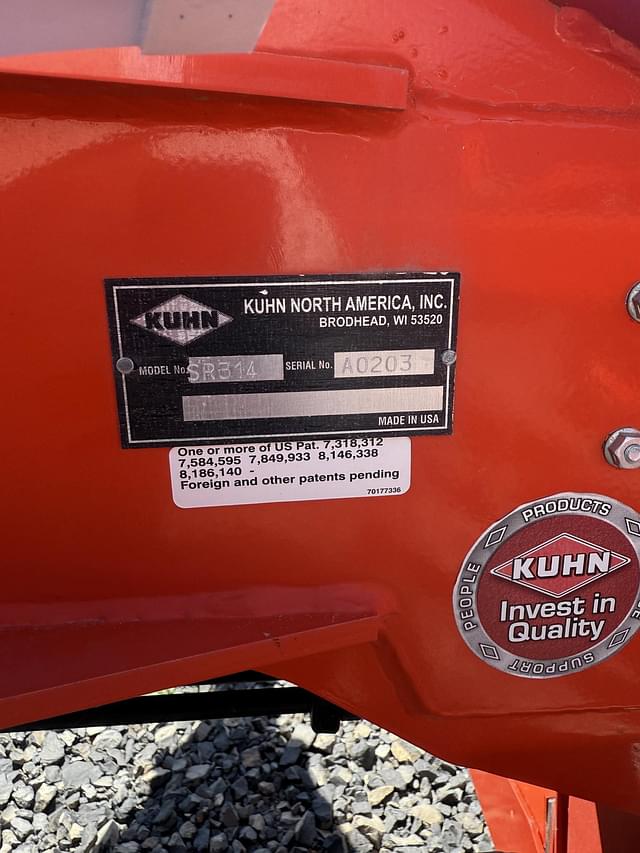 KUHN
KUHN NORTH AMERICA, INC.
BRODHEAD, WI 53520
MODEL No. SR314 SERIAL No. A0203
MADE IN USA
One or more of US Pat. 7,318,312
7,584,595 7,849,933 8,146,338
8,186,140 -
Foreign and other patents pending
70177336
PRODUCTS
PEOPLE
KUHN
Invest in
Quality
SUPPORT